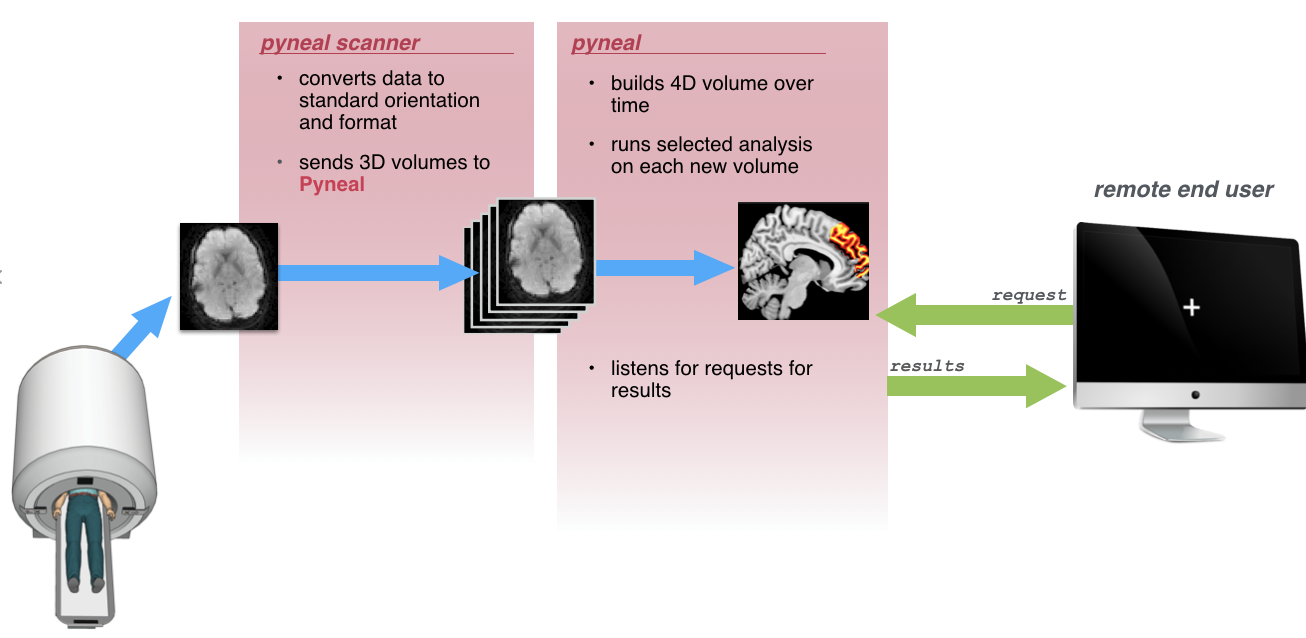 pyneal scanner
• converts data to
standard orientation
and format
• sends 3D volumes to
Pyneal
pyneal
• builds 4D volume over
time
• runs selected analysis
on each new volume
• listens for requests for
results
remote end user
request
results